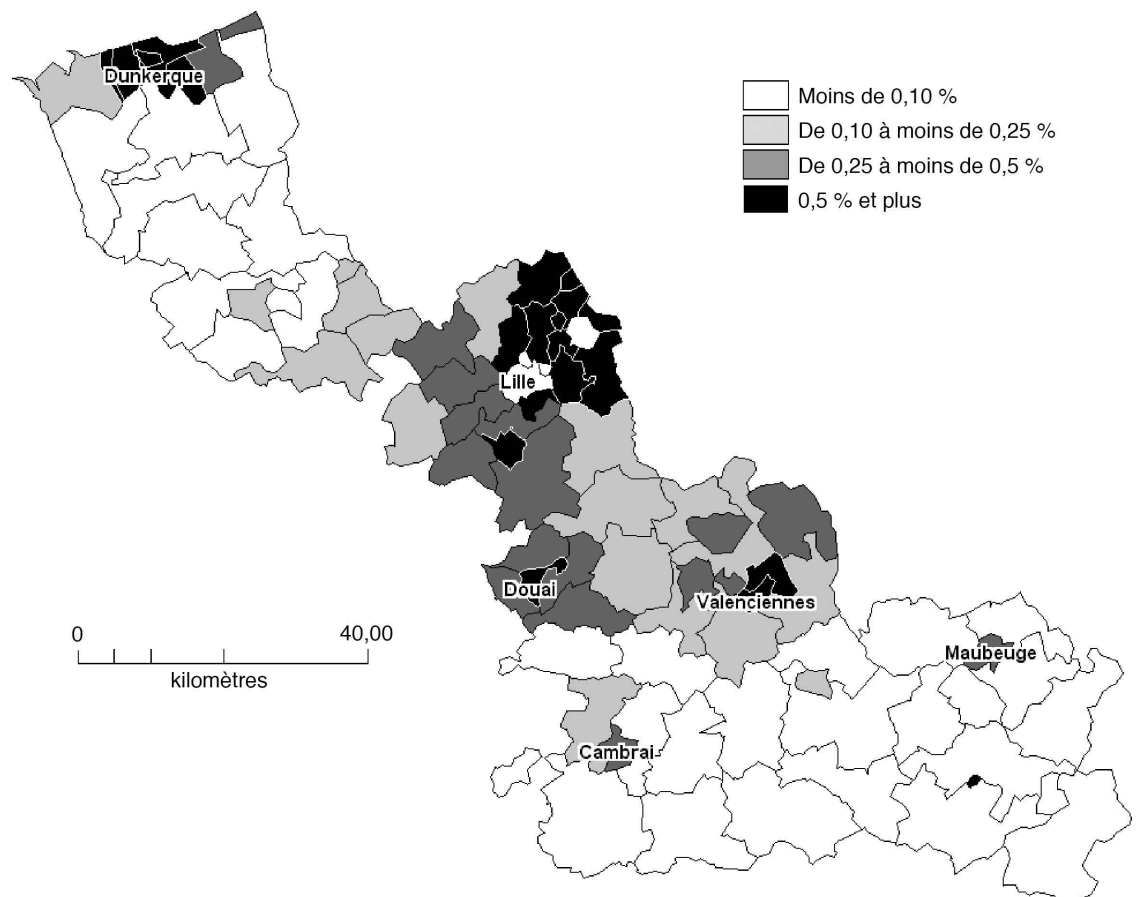 Dunkerque
Moins de 0,10 %
De 0,10 à moins de 0,25 %
De 0,25 à moins de 0,5 %
0,5 % et plus
Lille
Douai
Valenciennes
0 40,00
kilomètres
Maubeuge
Cambrai